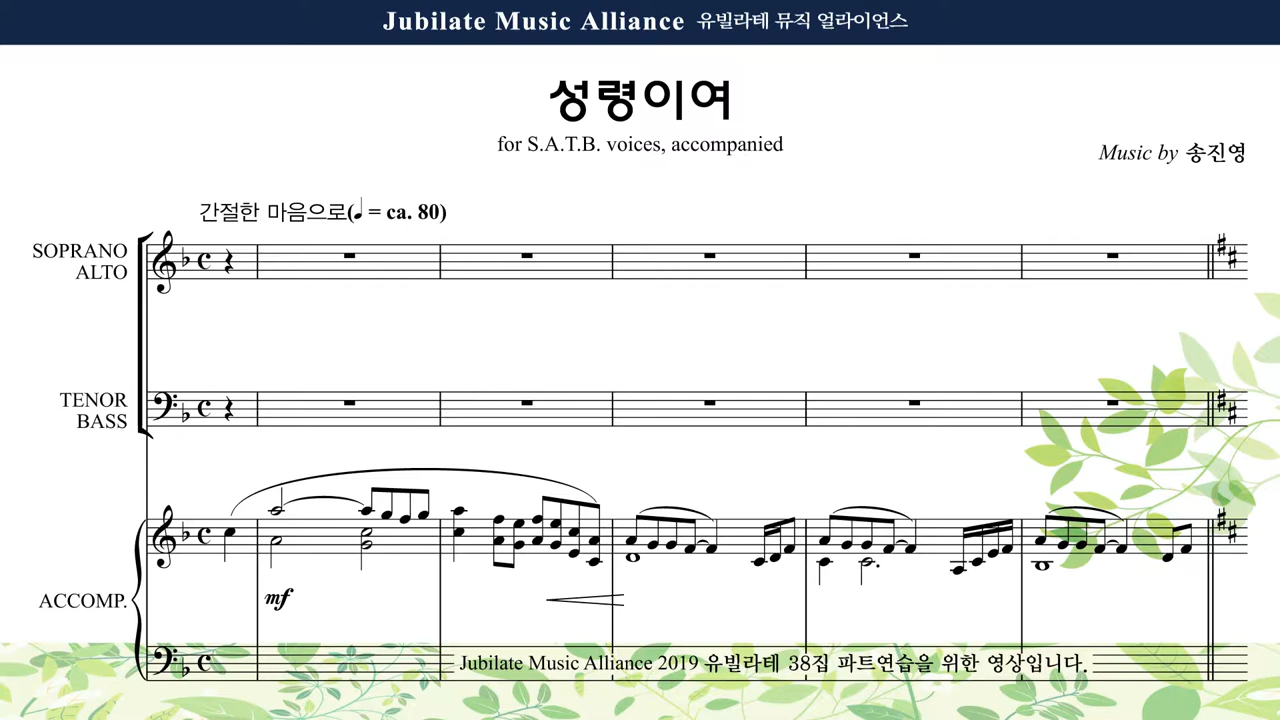 Jubilate Music Alliance 유빌라테 뮤직 얼라이언스
성령이여
for S.A.T.B. voices, accompanied
Music by 송진영
간절한 마음으로(♩ = ca. 80)
SOPRANO
ALTO
TENOR
BASS
mf
ACCOMP.
Jubilate Music Alliance 2019 유빌라테 38집 파트연습을 위한 영상입니다.